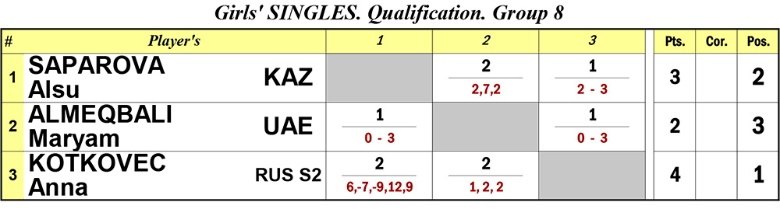 Girls' SINGLES. Qualification. Group 8
# Player's 1 2 3 Pts. Cor. Pos.
1 SAPAROVA Alsu KAZ 2 2,7,2 1 2 - 3 3 2
2 ALMEQBALI Maryam UAE 1 0 - 3 1 0 - 3 2 3
3 KOTKOVEC Anna RUS S2 2 6,-7,-9,12,9 2 1, 2, 2 4 1